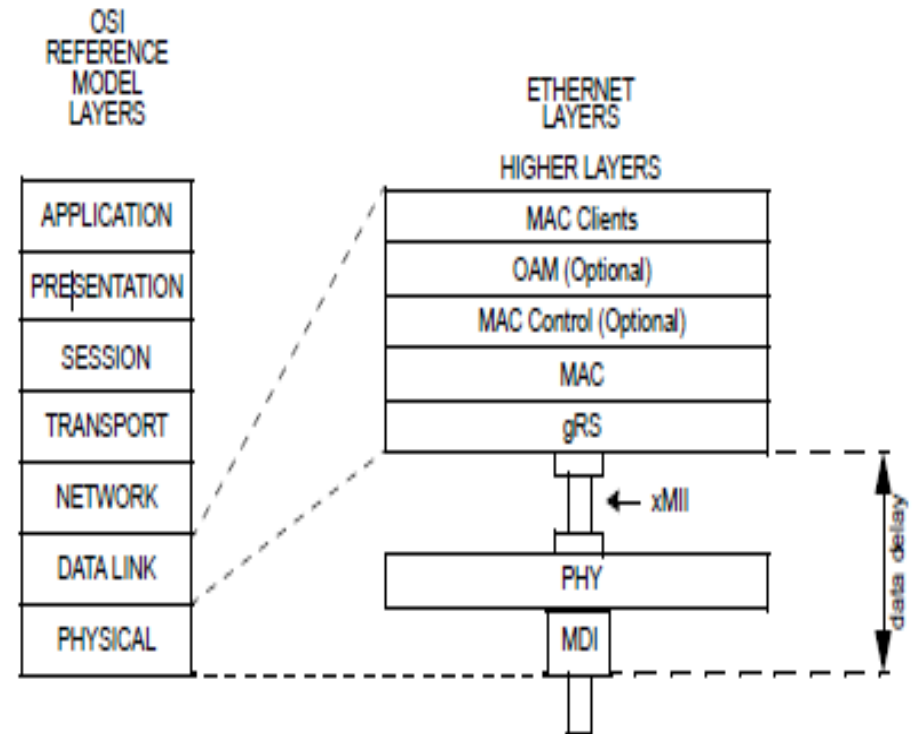 OSI
REFERENCE
MODEL
LAYERS
APPLICATION
PRESENTATION
SESSION
TRANSPORT
NETWORK
DATA LINK
PHYSICAL
ETHERNET
LAYERS
HIGHER LAYERS
MAC Clients
OAM (Optional)
MAC Control (Optional)
MAC
gRS
xMII
PHY
MDI
data delay